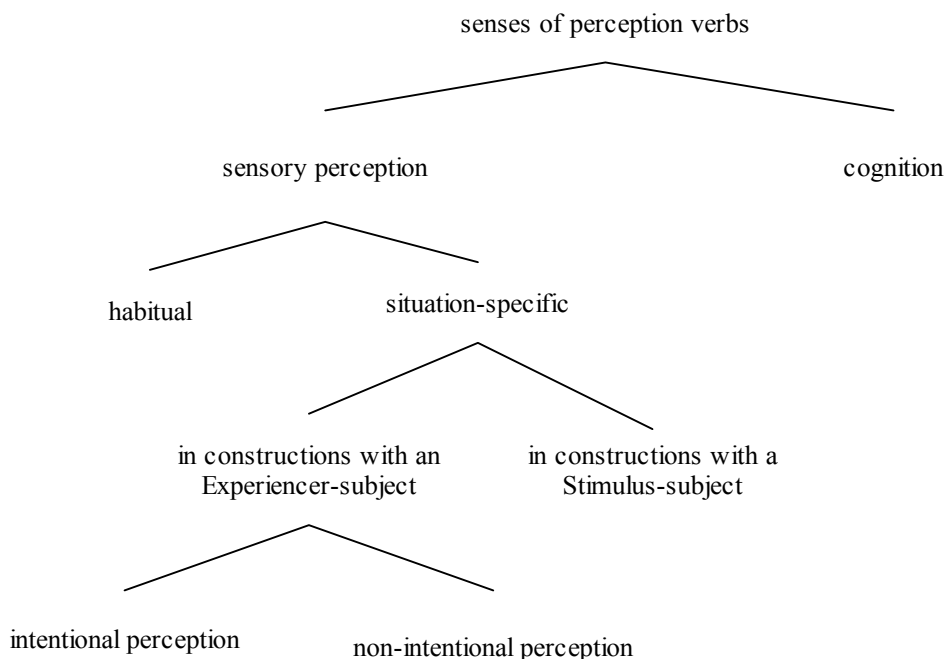 senses of perception verbs
sensory perception
cognition
habitual
situation-specific
in constructions with an
Experiencer-subject
in constructions with a
Stimulus-subject
intentional perception
non-intentional perception